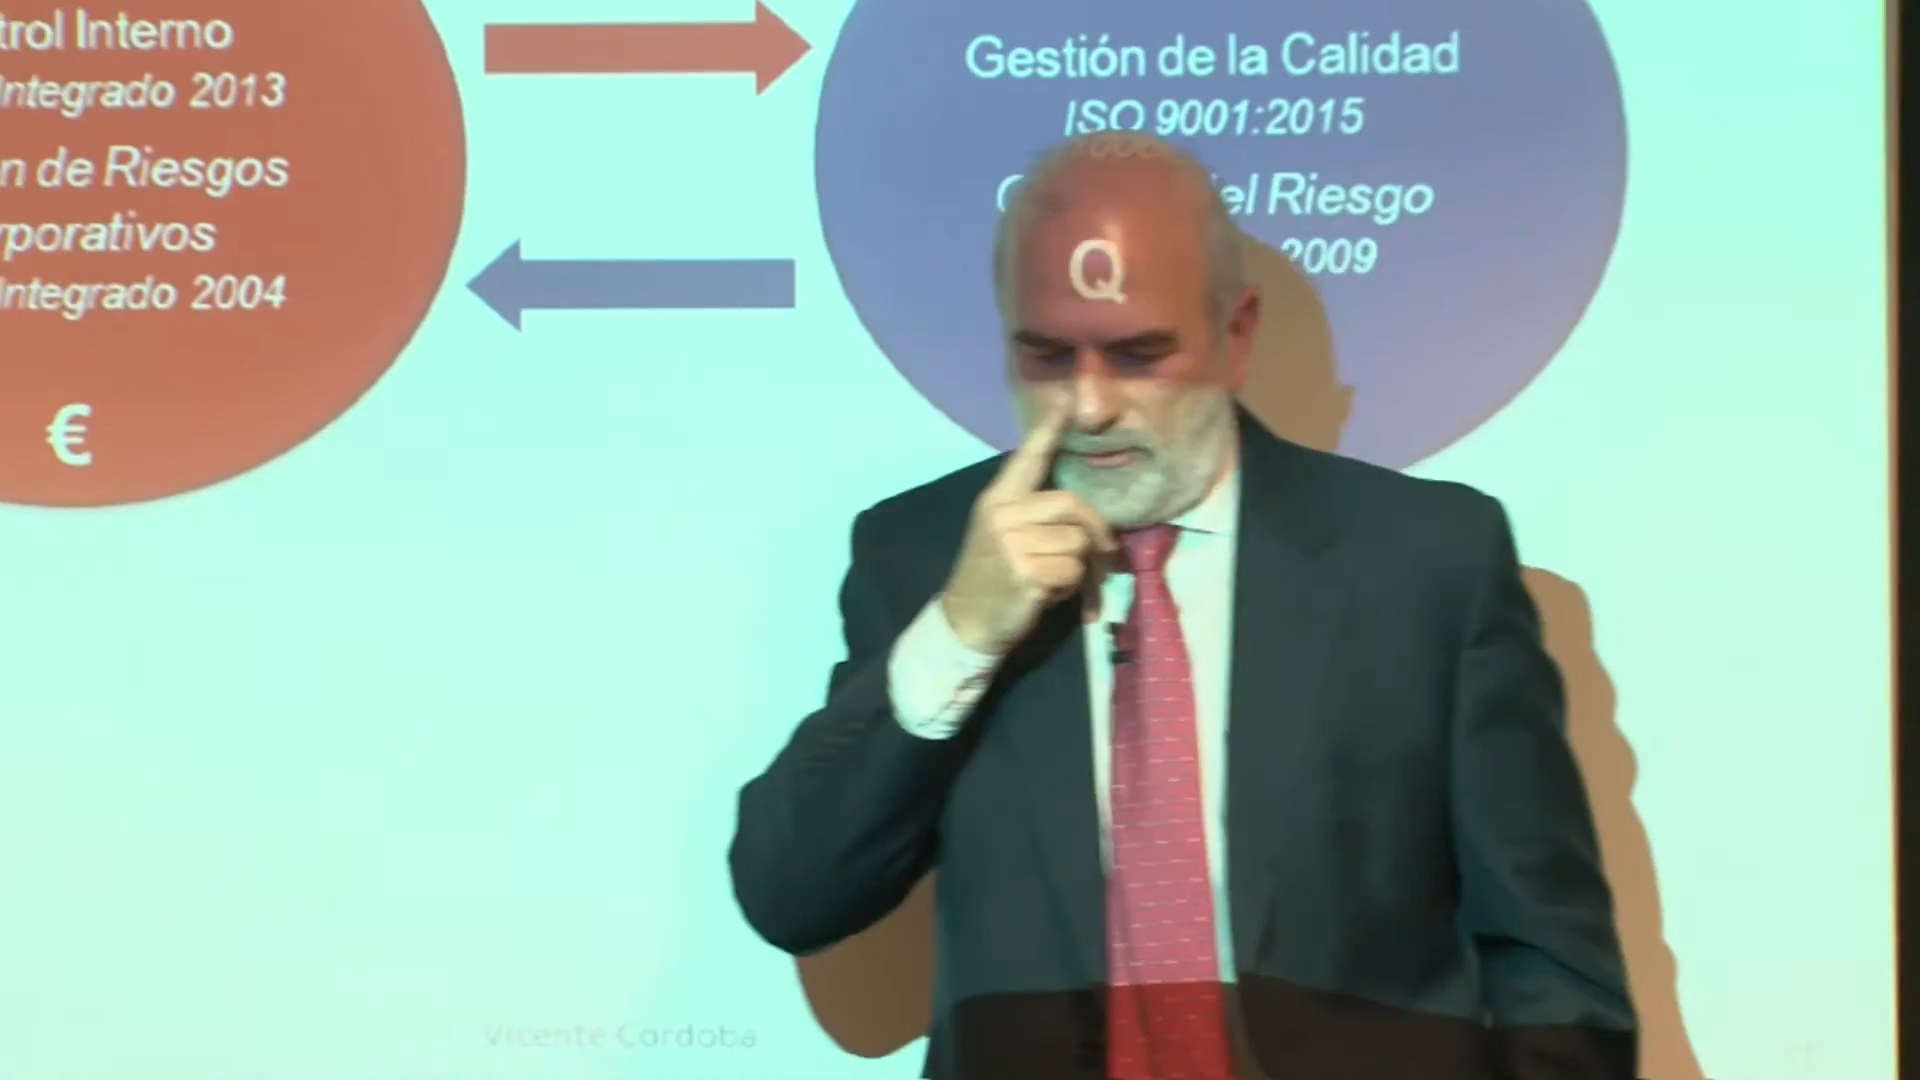 trol Interno
Integrado 2013
n de Riesgos
rporativos
Integrado 2004
€
Gestión de la Calidad
ISO 9001:2015
el Riesgo
2009
Q
Vicente Cordoba